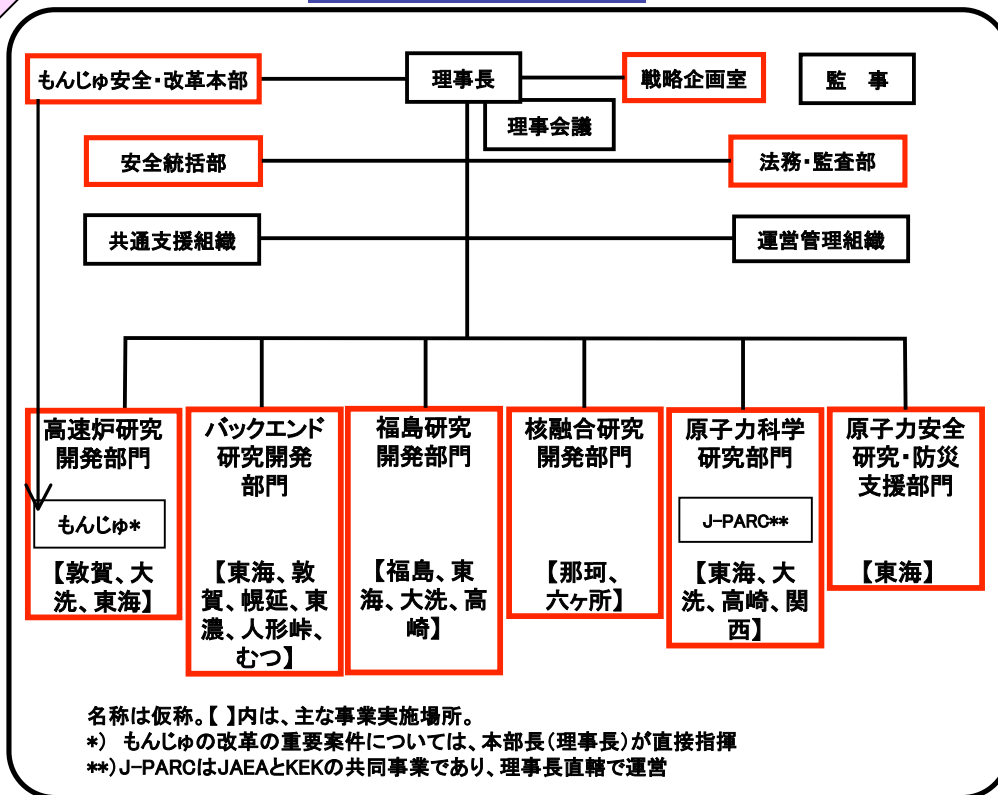 もんじゅ安全・改革本部
理事長
戦略企画室
監　事
理事会議
安全統括部
法務・監査部
共通支援組織
運営管理組織
高速炉研究
開発部門
もんじゅ*
【敦賀、大
洗、東海】
バックエンド
研究開発
部門
【東海、敦
賀、幌延、東
濃、人形峠、
むつ】
福島研究
開発部門
【福島、東
海、大洗、高
崎】
核融合研究
開発部門
【那珂、
六ヶ所】
原子力科学
研究部門
J-PARC**
【東海、大
洗、高崎、関
西】
原子力安全
研究・防災
支援部門
【東海】
名称は仮称。【 】内は、主な事業実施場所。
*)　もんじゅの改革の重要案件については、本部長（理事長）が直接指揮
**)J-PARCはJAEAとKEKの共同事業であり、理事長直轄で運営